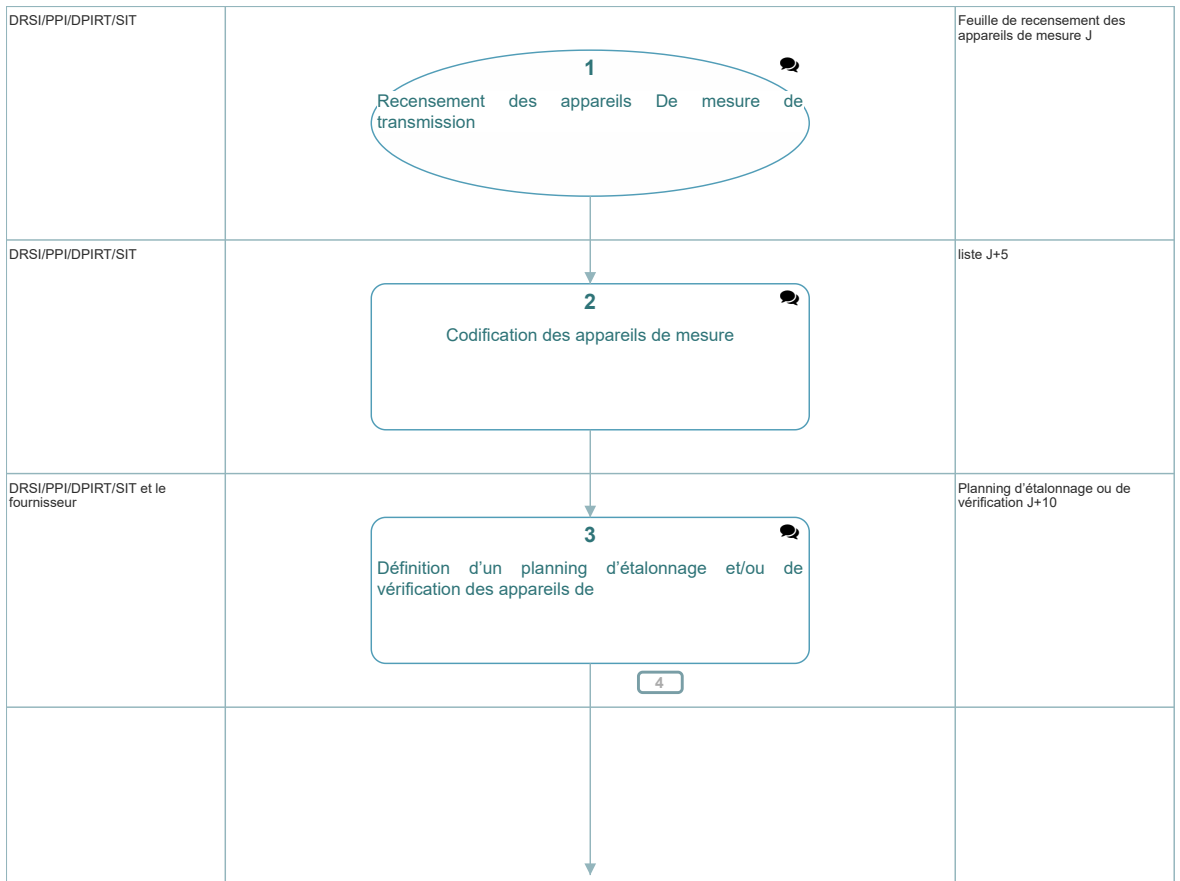 DRSI/PPI/DPIRT/SIT
Feuille de recensement des
appareils de mesure J
1
Recensement des appareils De mesure de
transmission
DRSI/PPI/DPIRT/SIT
liste J+5
2
Codification des appareils de mesure
DRSI/PPI/DPIRT/SIT et le
fournisseur
Planning d’étalonnage ou de
vérification J+10
3
Définition d’un planning d’étalonnage et/ou de
vérification des appareils de
4